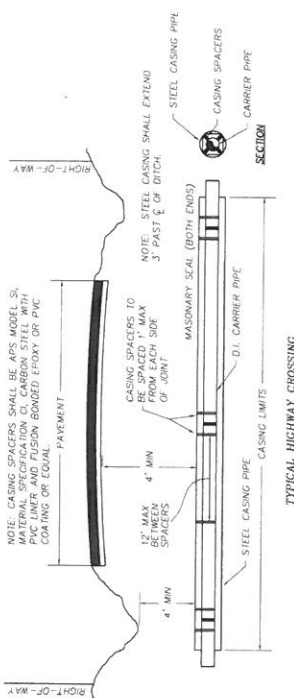 NOTE: CASING SPACERS SHALL BE APS MODEL SI,
MATERIAL SPECIFICATION CI, CARBON STEEL WITH
PVC LINER AND FUSION BONDED EPOXY OR PVC
COATING OR EQUAL.
RIGHT-OF-WAY
PAVEMENT
RIGHT-OF-WAY
NOTE: STEEL CASING SHALL EXTEND
3' PAST ℄ OF DITCH.
4' MIN
4' MIN
CASING SPACERS TO
BE SPACED 1' MAX
FROM EACH SIDE
OF JOINT
12' MAX
BETWEEN
SPACERS
MASONARY SEAL (BOTH ENDS)
STEEL CASING PIPE
D.I. CARRIER PIPE
CASING LIMITS
STEEL CASING PIPE
CASING SPACERS
CARRIER PIPE
SECTION
TYPICAL HIGHWAY CROSSING